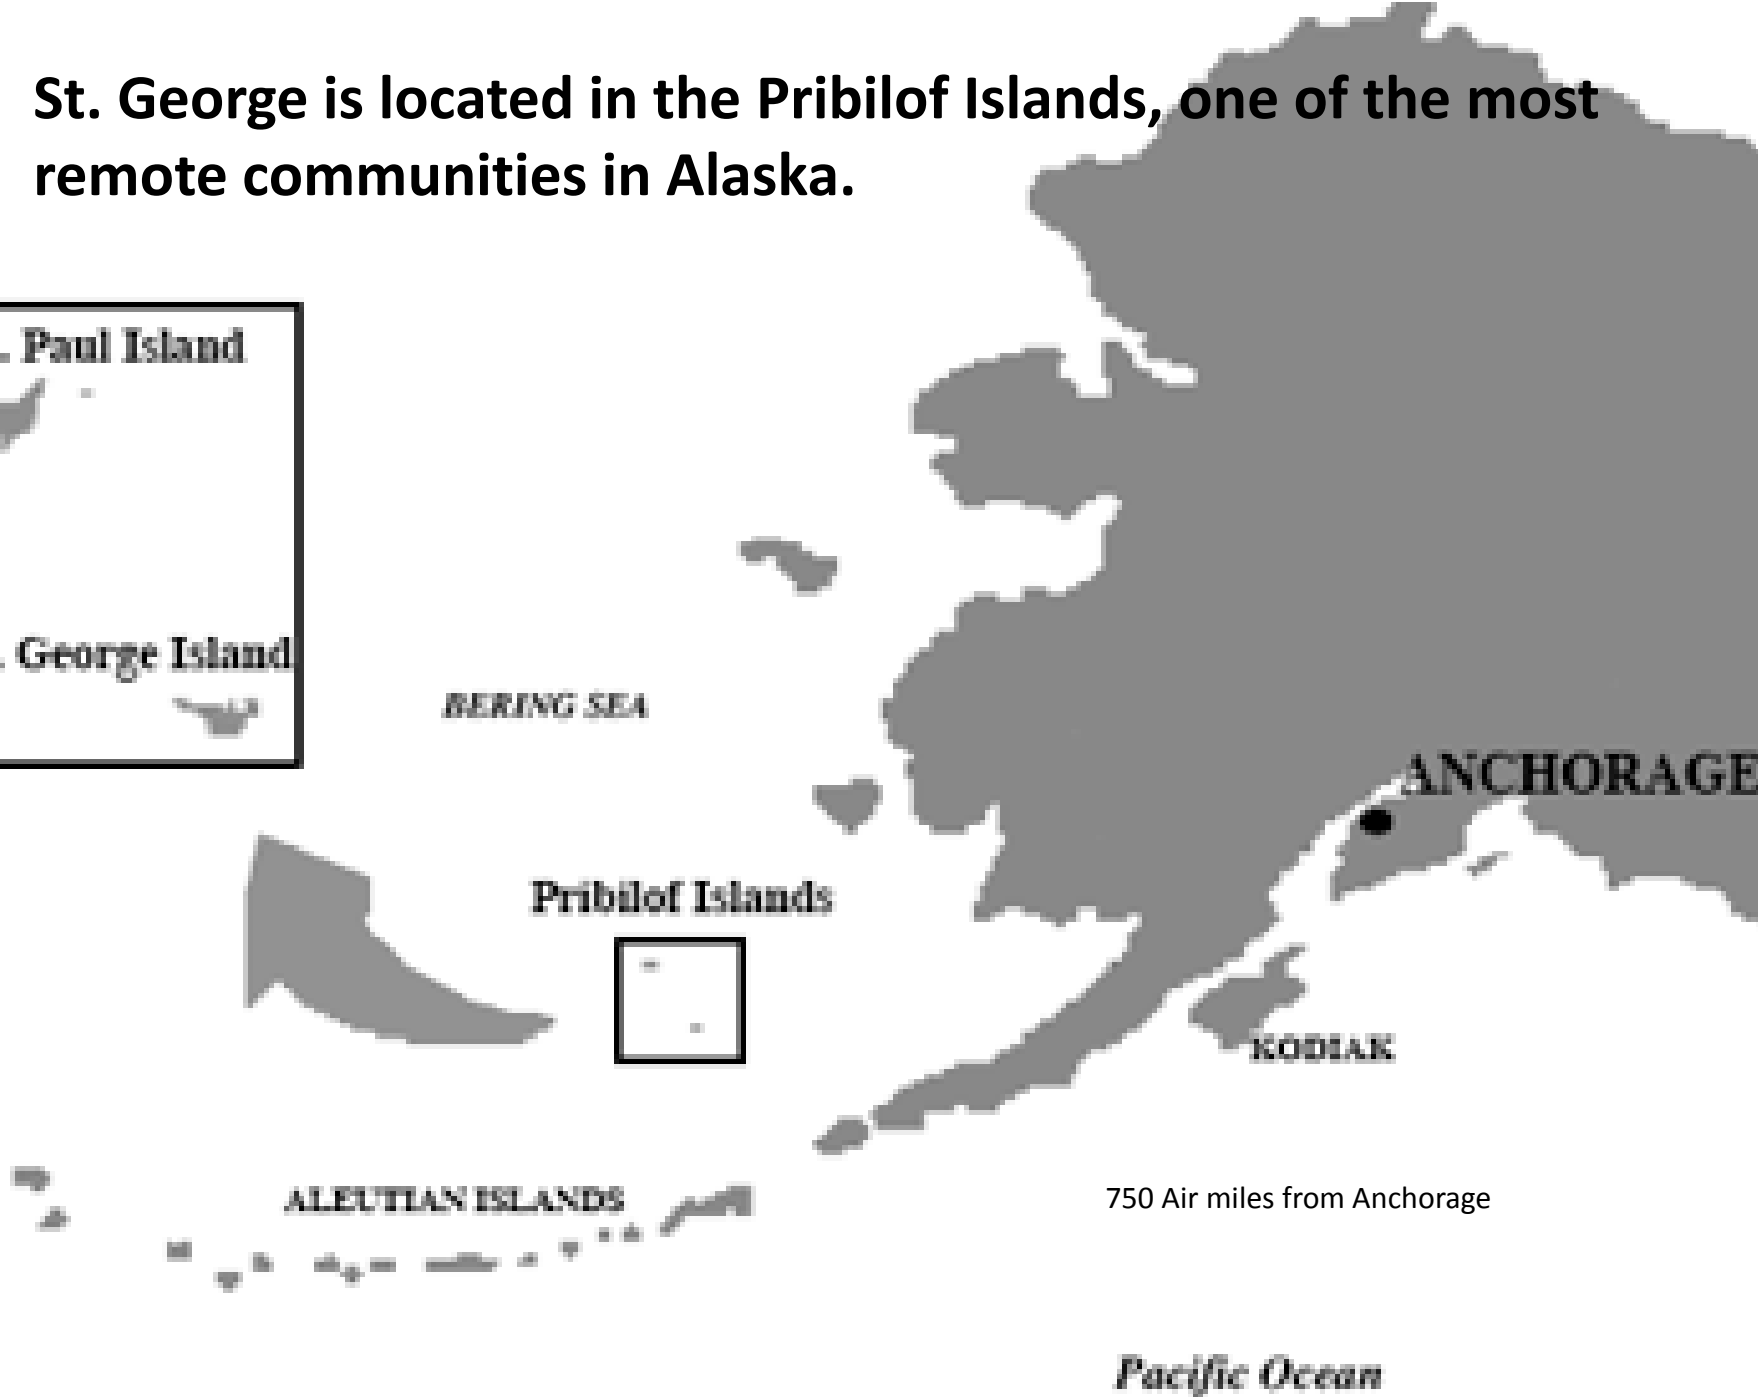 St. George is located in the Pribilof Islands, one of the most
remote communities in Alaska.
. Paul Island
. George Island
BERING SEA
ANCHORAGE
Pribilof Islands
KODIAK
ALEUTIAN ISLANDS
750 Air miles from Anchorage
Pacific Ocean